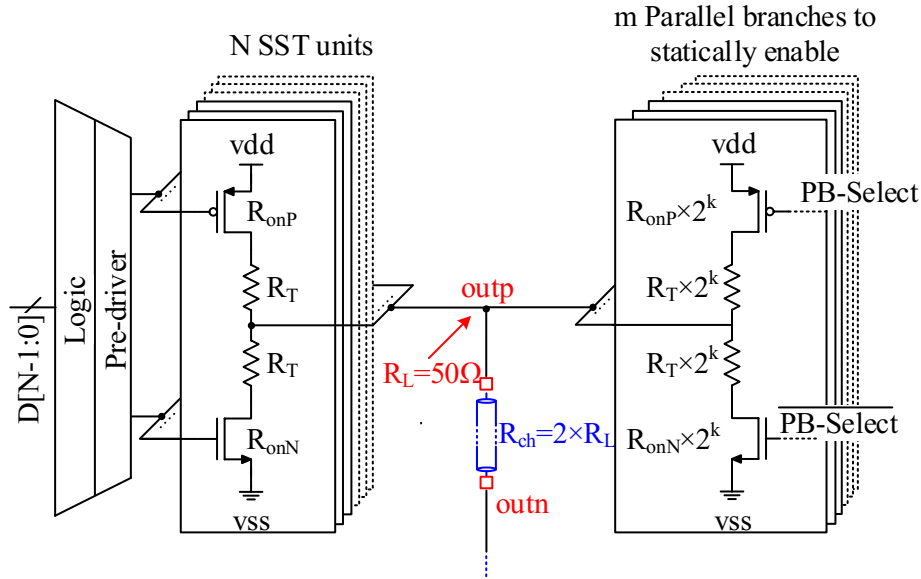 N SST units
m Parallel branches to
statically enable
D[N-1:0]
Logic
Pre-driver
vdd
R_onP
R_T
R_T
R_onN
vss
outp
R_L=50Ω
R_ch=2×R_L
outn
vdd
R_onP×2^k
PB-Select
R_T×2^k
R_T×2^k
R_onN×2^k
PB-Select
vss